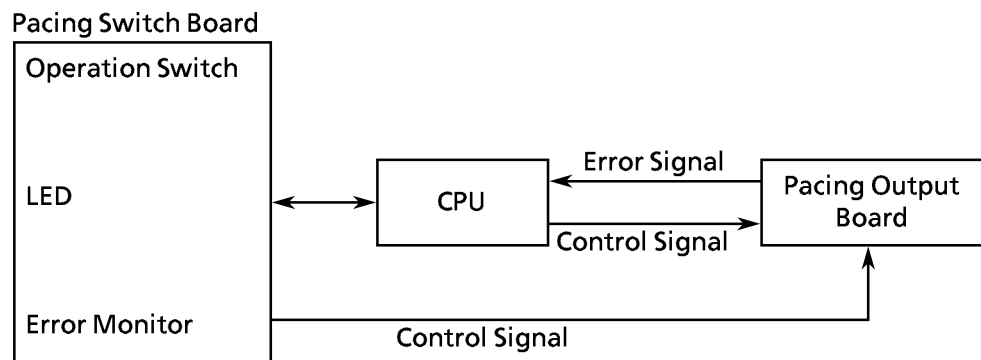 Pacing Switch Board
Operation Switch
LED
Error Monitor
CPU
Error Signal
Control Signal
Pacing Output
Board
Control Signal